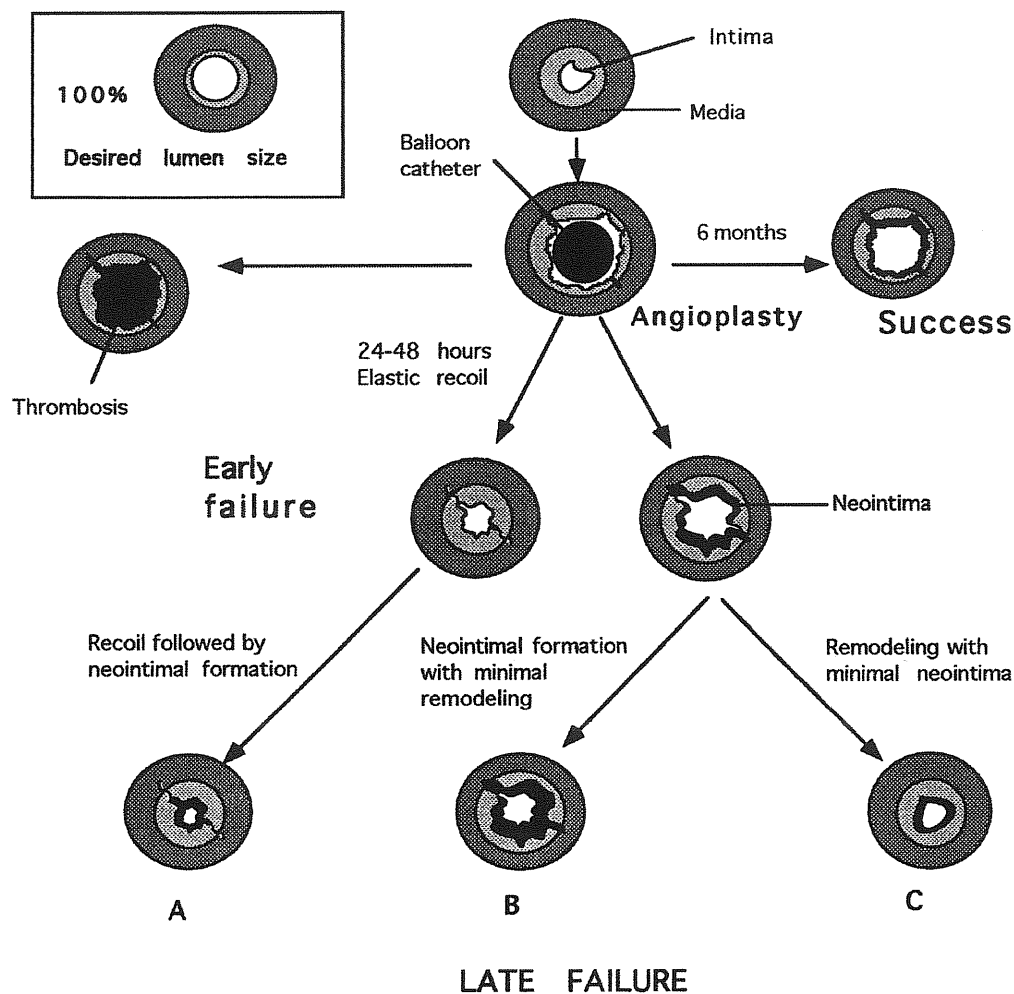 100%
Desired lumen size
Intima
Media
Balloon
catheter
6 months
Angioplasty
Success
24-48 hours
Elastic recoil
Thrombosis
Early
failure
Neointima
Recoil followed by
neointimal formation
Neointimal formation
with minimal
remodeling
Remodeling with
minimal neointima
A
B
C
LATE FAILURE